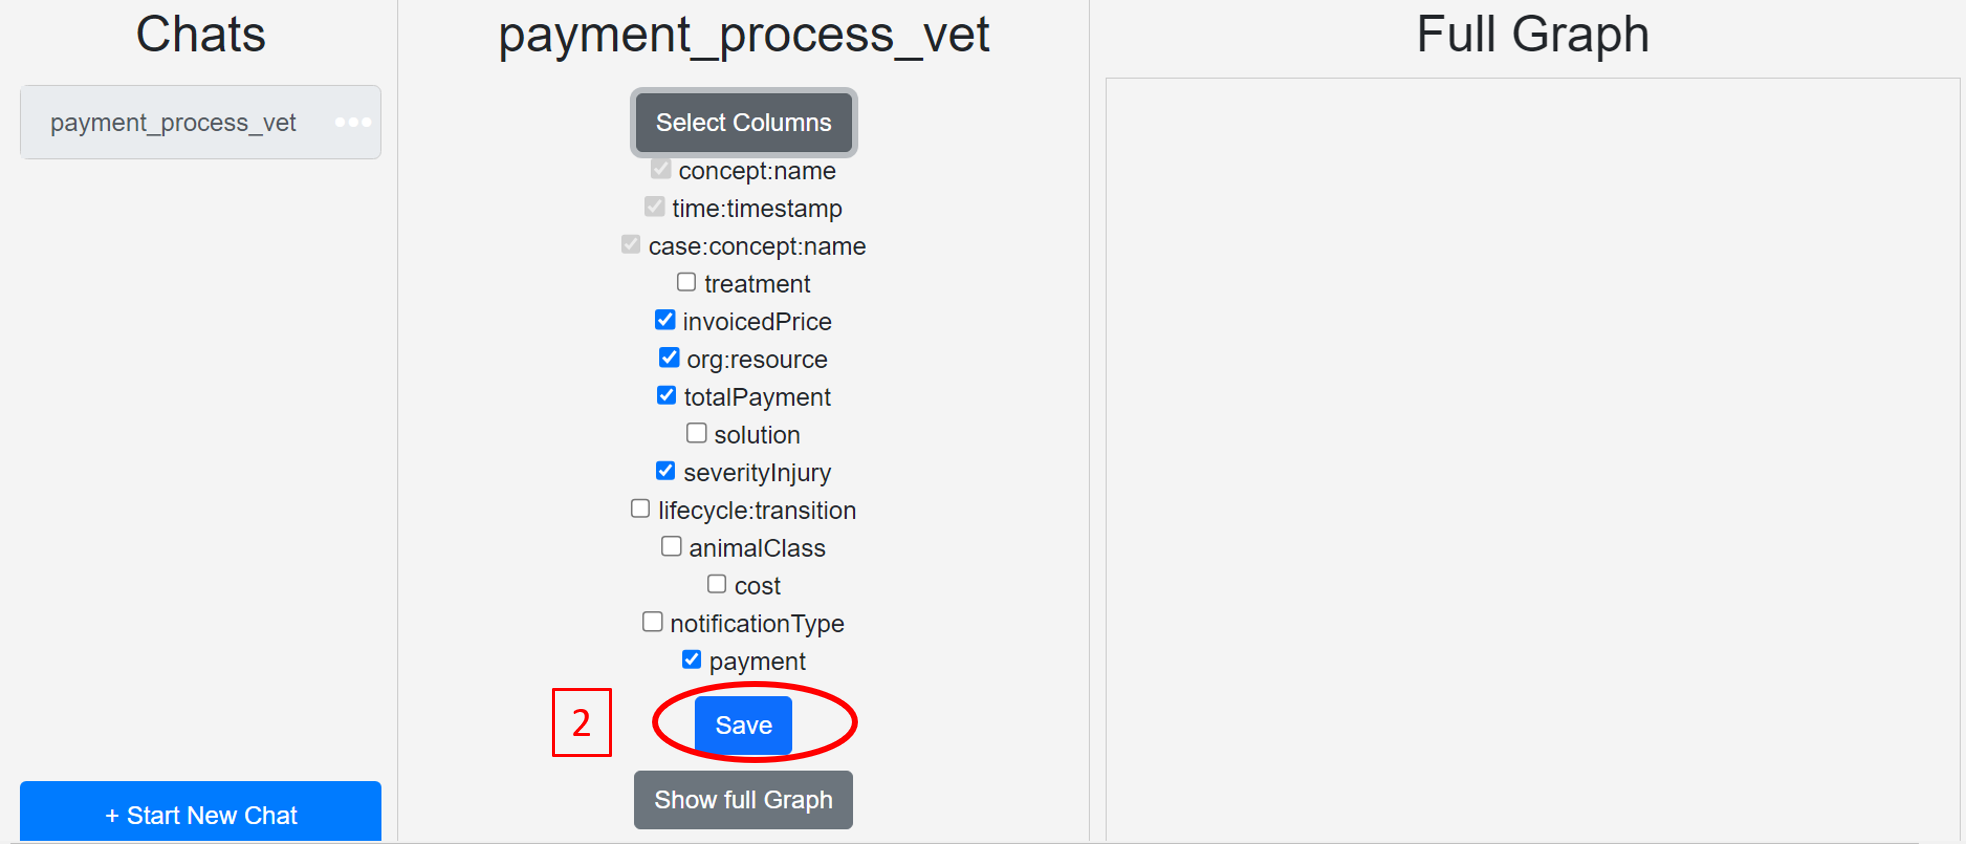 Chats
payment_process_vet
+ Start New Chat
payment_process_vet
Select Columns
concept:name
time:timestamp
case:concept:name
treatment
invoicedPrice
org:resource
totalPayment
solution
severityInjury
lifecycle:transition
animalClass
cost
notificationType
payment
2
Save
Show full Graph
Full Graph